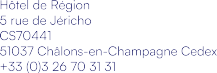 Hôtel de Région
5 rue de Jéricho
CS70441
51037 Châlons-en-Champagne Cedex
+33 (0)3 26 70 31 31